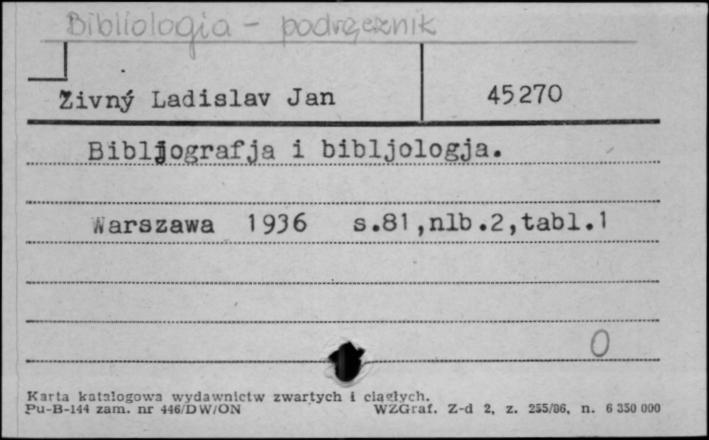 Bibliologia - podręcznik
Živný Ladislav Jan 45270
Bibljografja i bibljologja.
Warszawa 1936 s.81,nlb.2,tabl.1
0
Karta katalogowa wydawnictw zwartych i ciągłych.
Pu-B-144 zam. nr 446/DW/ON WZGraf. Z-d 2, z. 255/86, n. 6 350 000